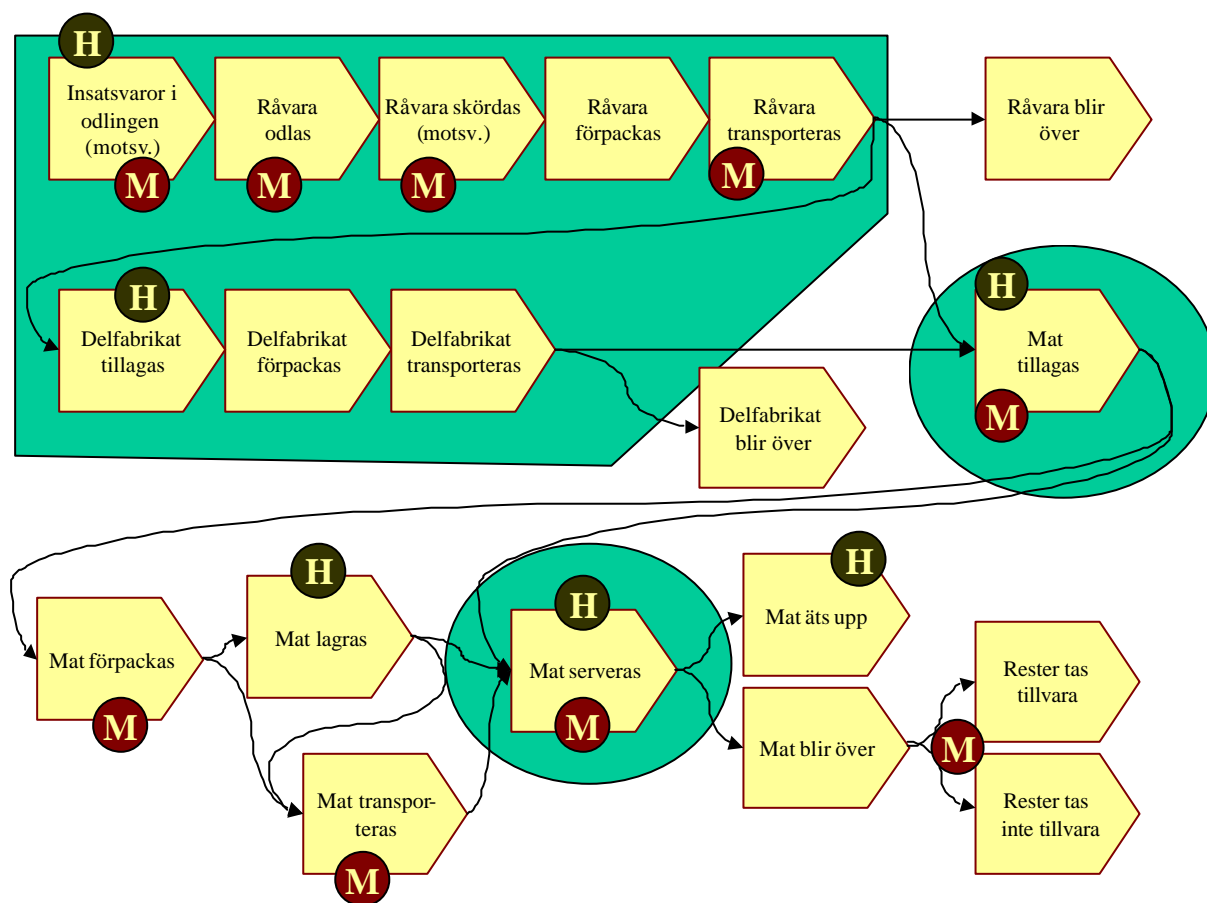 H
Insatsvaror i
odlingen
(motsv.)
M
Råvara
odlas
M
Råvara skördas
(motsv.)
M
Råvara
förpackas
Råvara
transporteras
M
Råvara blir
över
H
Delfabrikat
tillagas
Delfabrikat
förpackas
Delfabrikat
transporteras
Delfabrikat
blir över
H
Mat
tillagas
M
Mat förpackas
M
H
Mat lagras
Mat transpor-
teras
M
H
Mat serveras
M
H
Mat äts upp
Mat blir över
M
Rester tas
tillvara
Rester tas
inte tillvara